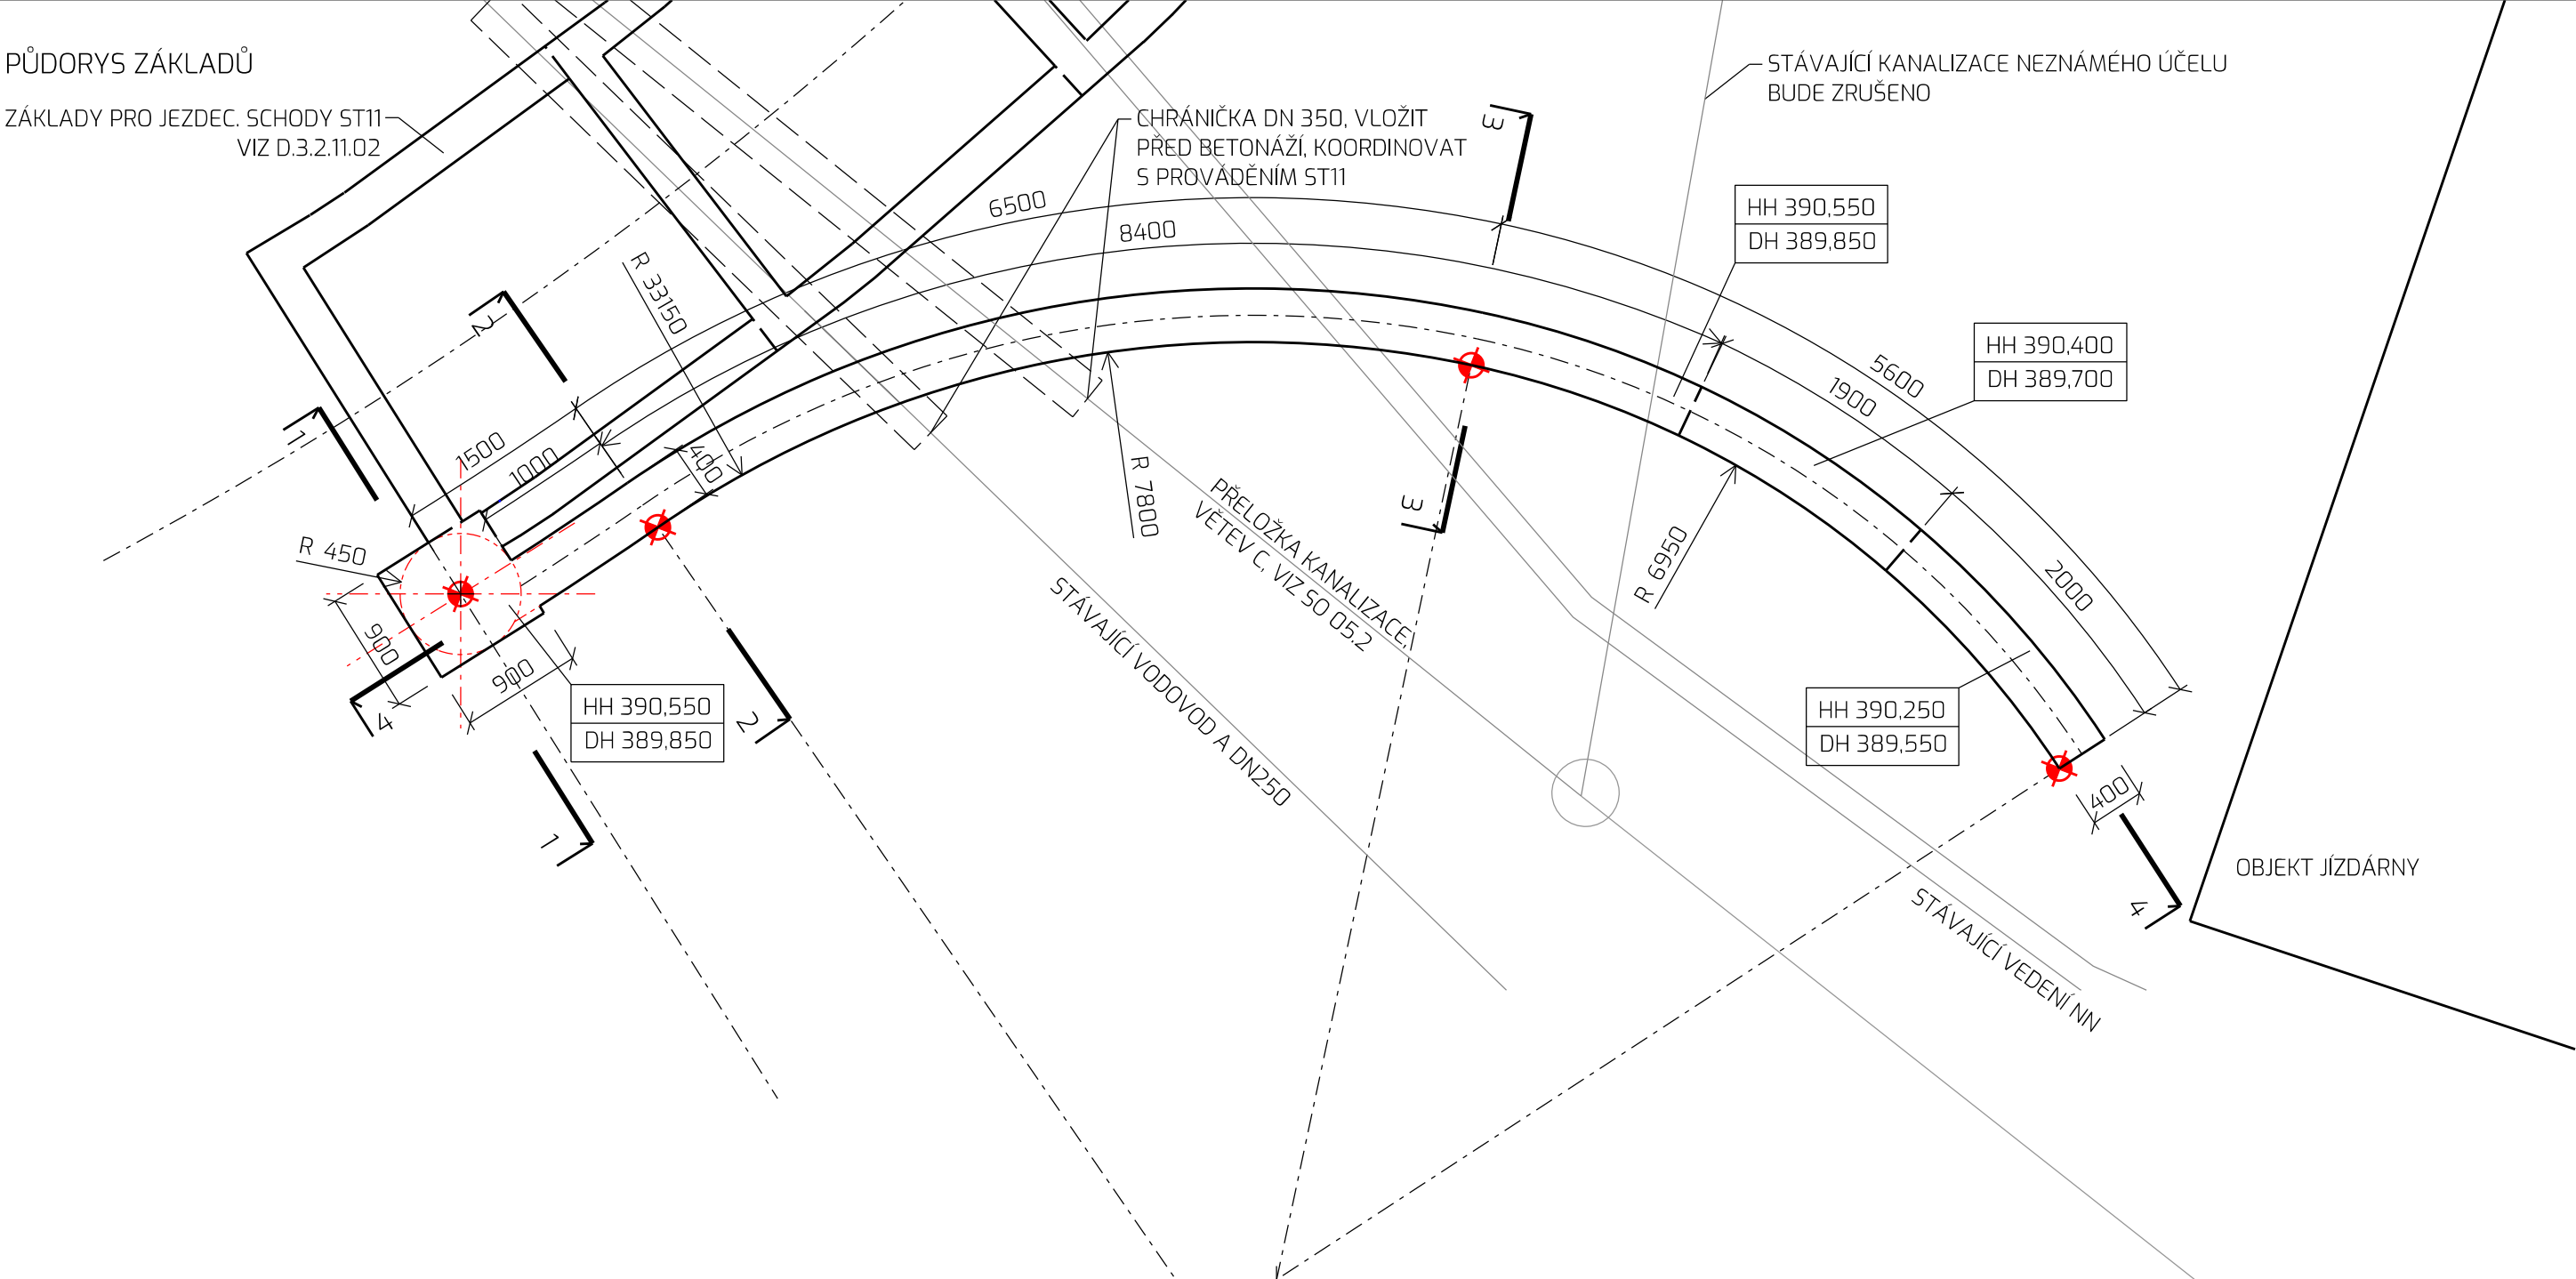 PŮDORYS ZÁKLADŮ
ZÁKLADY PRO JEZDEC. SCHODY ST11
VIZ D.3.2.11.02
CHRÁNIČKA DN 350, VLOŽIT
PŘED BETONÁŽÍ, KOORDINOVAT
S PROVÁDĚNÍM ST11
STÁVAJÍCÍ KANALIZACE NEZNÁMÉHO ÚČELU
BUDE ZRUŠENO
3
6500
8400
HH 390,550
DH 389,850
R 33150
2
HH 390,400
DH 389,700
5600
1900
1
1500
1000
400
R 7800
3
PŘELOŽKA KANALIZACE,
VĚTEV C, VIZ SO 05.2
R 6950
2000
R 450
900
900
4
STÁVAJÍCÍ VODOVOD A DN250
HH 390,550
DH 389,850
2
HH 390,250
DH 389,550
400
1
OBJEKT JÍZDÁRNY
4
STÁVAJÍCÍ VEDENÍ NN